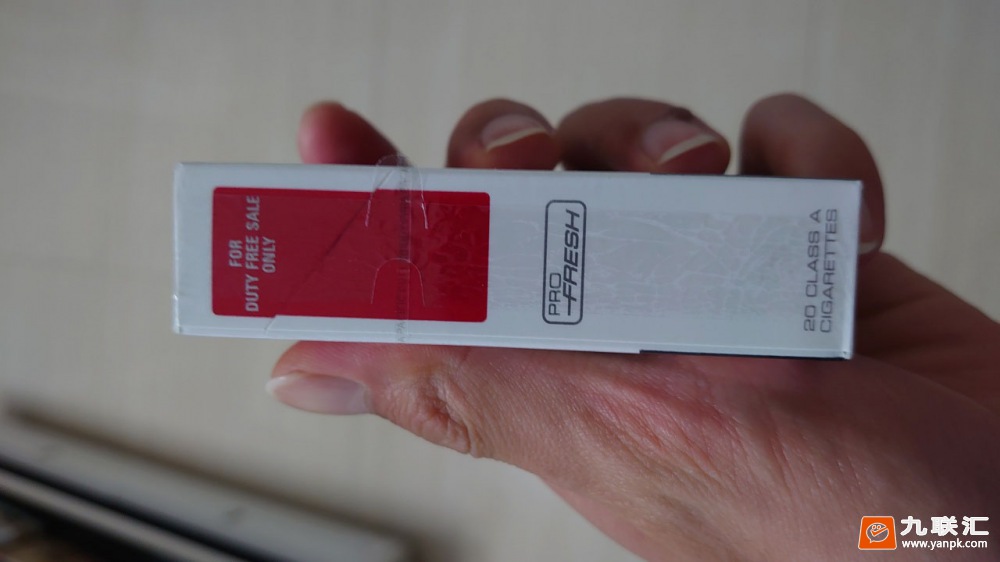 FOR
DUTY FREE SALE
ONLY
PRO
FRESH
20 CLASS A
CIGARETTES
九联汇
www.yanpk.com